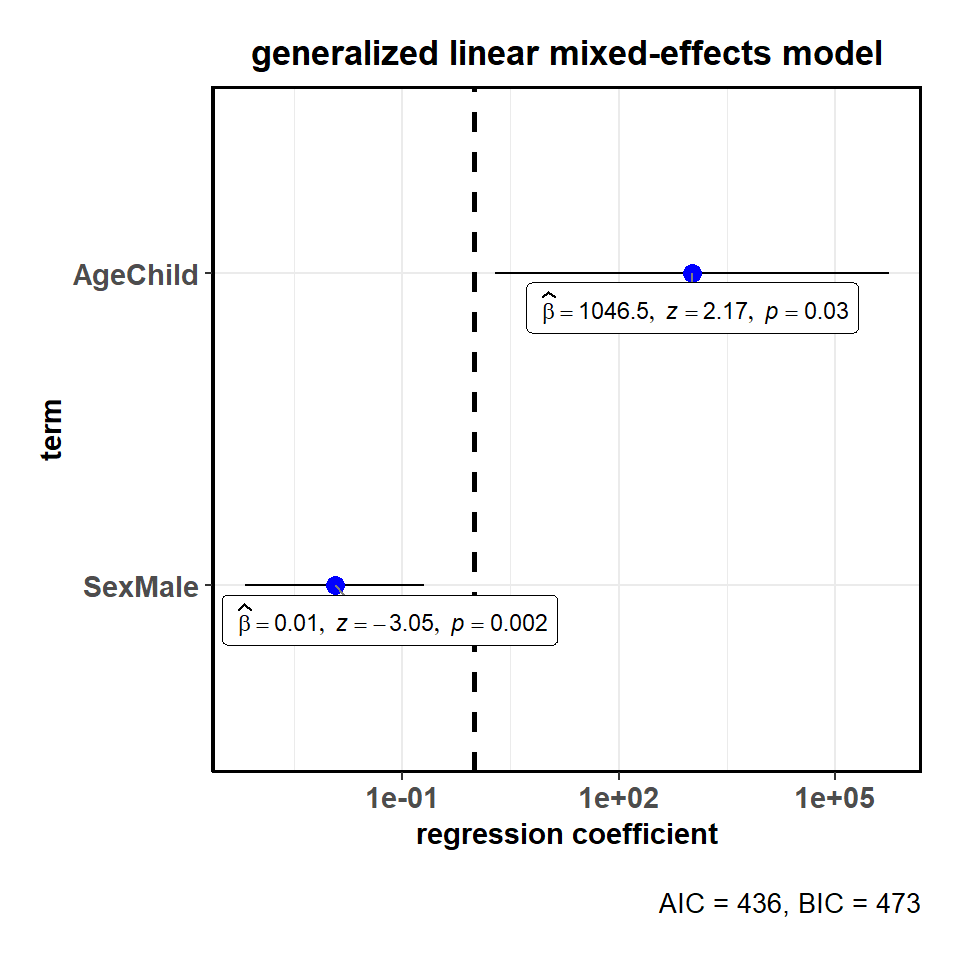 generalized linear mixed-effects model
AgeChild
β̂ = 1046.5, z = 2.17, p = 0.03
term
SexMale
β̂ = 0.01, z = −3.05, p = 0.002
1e-01 1e+02 1e+05
regression coefficient
AIC = 436, BIC = 473